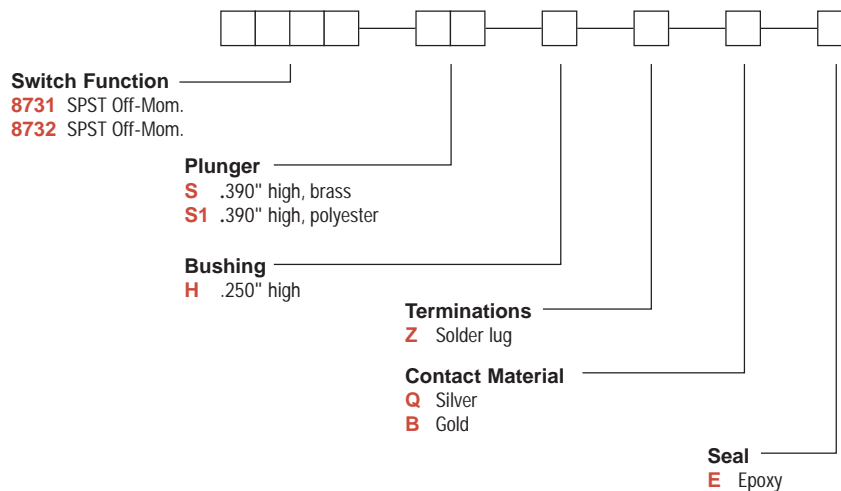 Switch Function
8731 SPST Off-Mom.
8732 SPST Off-Mom.
Plunger
S .390" high, brass
S1 .390" high, polyester
Bushing
H .250" high
Terminations
Z Solder lug
Contact Material
Q Silver
B Gold
Seal
E Epoxy